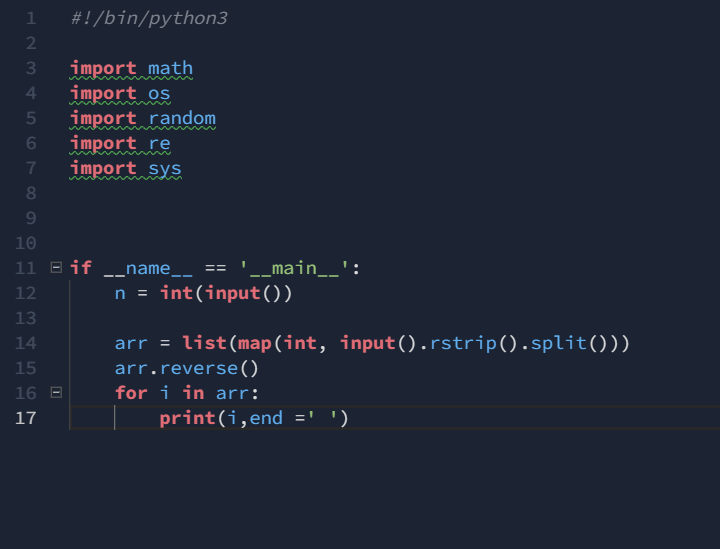 1 #!/bin/python3
2
3 import math
4 import os
5 import random
6 import re
7 import sys
8
9
10
11 if __name__ == '__main__':
12     n = int(input())
13
14     arr = list(map(int, input().rstrip().split()))
15     arr.reverse()
16     for i in arr:
17         print(i,end =' ')